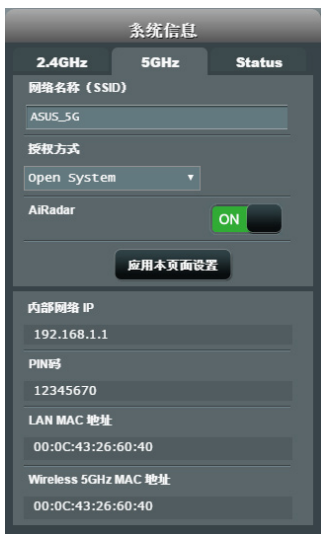 系统信息
2.4GHz 5GHz Status
网络名称（SSID）
ASUS_5G
授权方式
Open System
AiRadar ON
应用本页面设置
内部网络 IP
192.168.1.1
PIN码
12345670
LAN MAC 地址
00:0C:43:26:60:40
Wireless 5GHz MAC 地址
00:0C:43:26:60:40